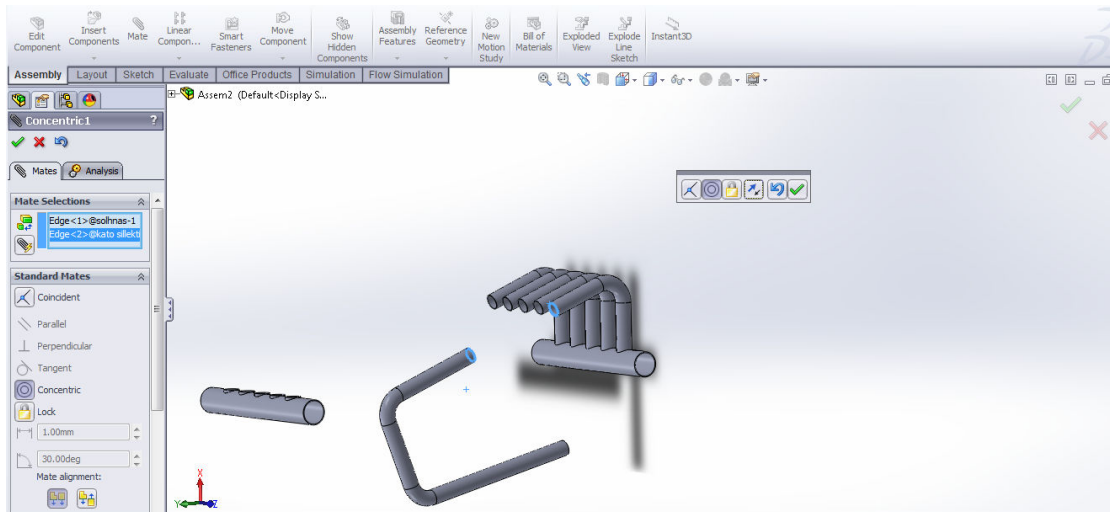 Edit Component
Insert Components
Mate
Linear Compon...
Smart Fasteners
Move Component
Show Hidden Components
Assembly Features
Reference Geometry
New Motion Study
Bill of Materials
Exploded View
Explode Line Sketch
Instant3D
Assembly Layout Sketch Evaluate Office Products Simulation Flow Simulation
Assem2 (Default<Display S...
Concentric1 ?
Mates Analysis
Mate Selections
Edge<1>@solhnas-1
Edge<2>@kato sillekti
Standard Mates
Coincident
Parallel
Perpendicular
Tangent
Concentric
Lock
1.00mm
30.00deg
Mate alignment:
X
Y Z